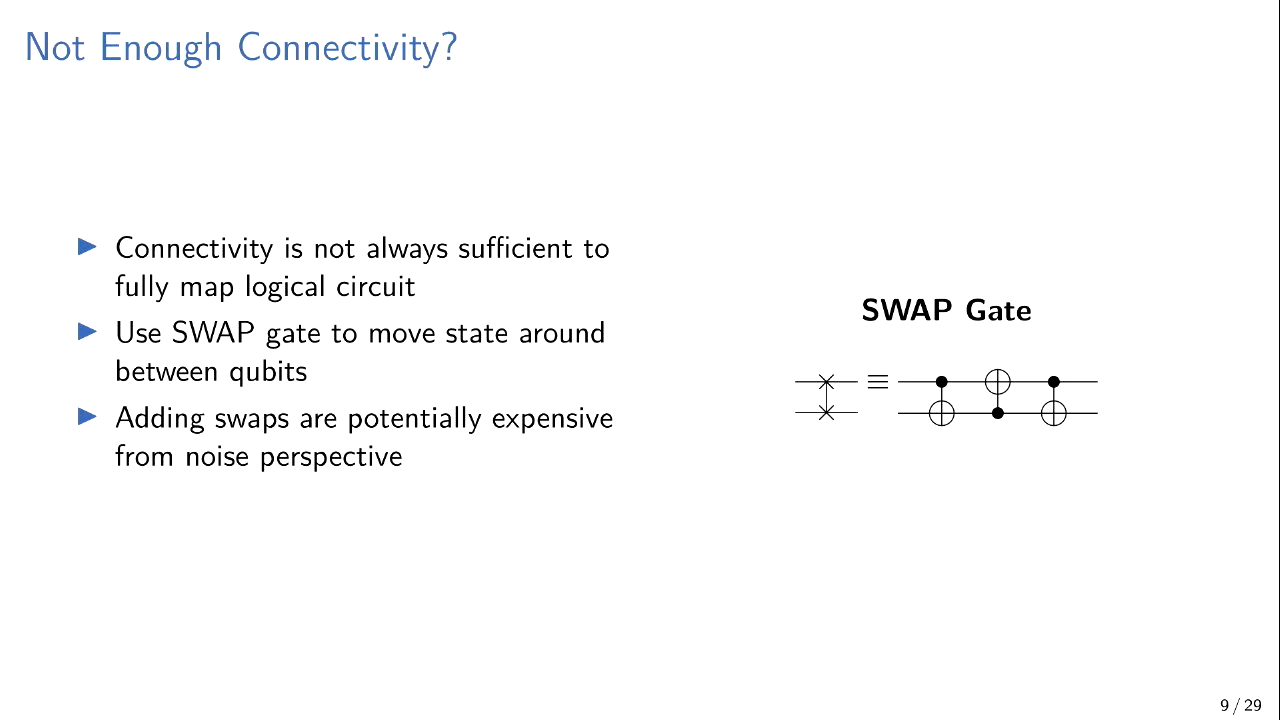 Not Enough Connectivity?
▶ Connectivity is not always sufficient to
fully map logical circuit
▶ Use SWAP gate to move state around
between qubits
▶ Adding swaps are potentially expensive
from noise perspective
SWAP Gate
≡
9 / 29